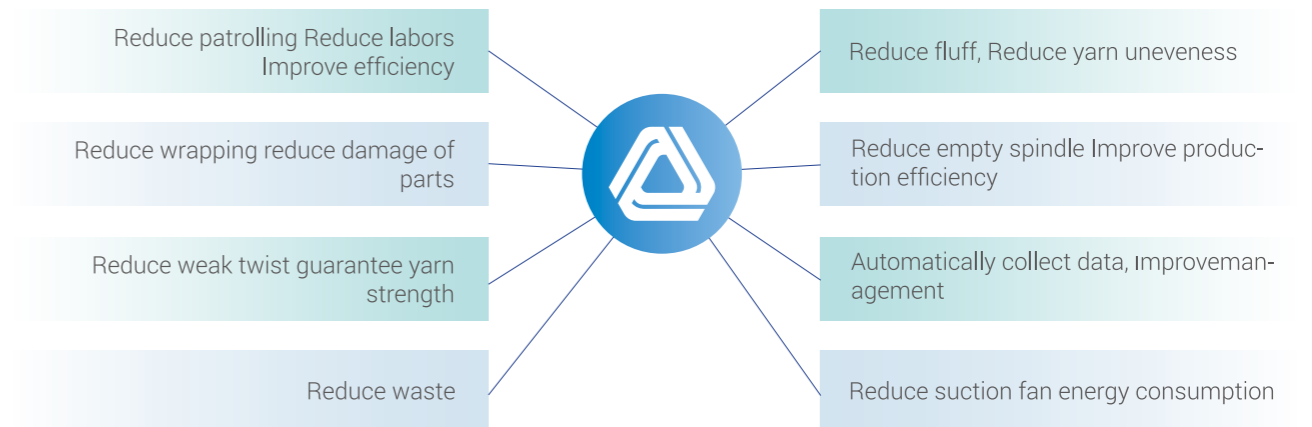 Reduce patrolling Reduce labors
Improve efficiency
Reduce wrapping reduce damage of
parts
Reduce weak twist guarantee yarn
strength
Reduce waste
Reduce fluff, Reduce yarn uneveness
Reduce empty spindle Improve produc-
tion efficiency
Automatically collect data, ımproveman-
agement
Reduce suction fan energy consumption